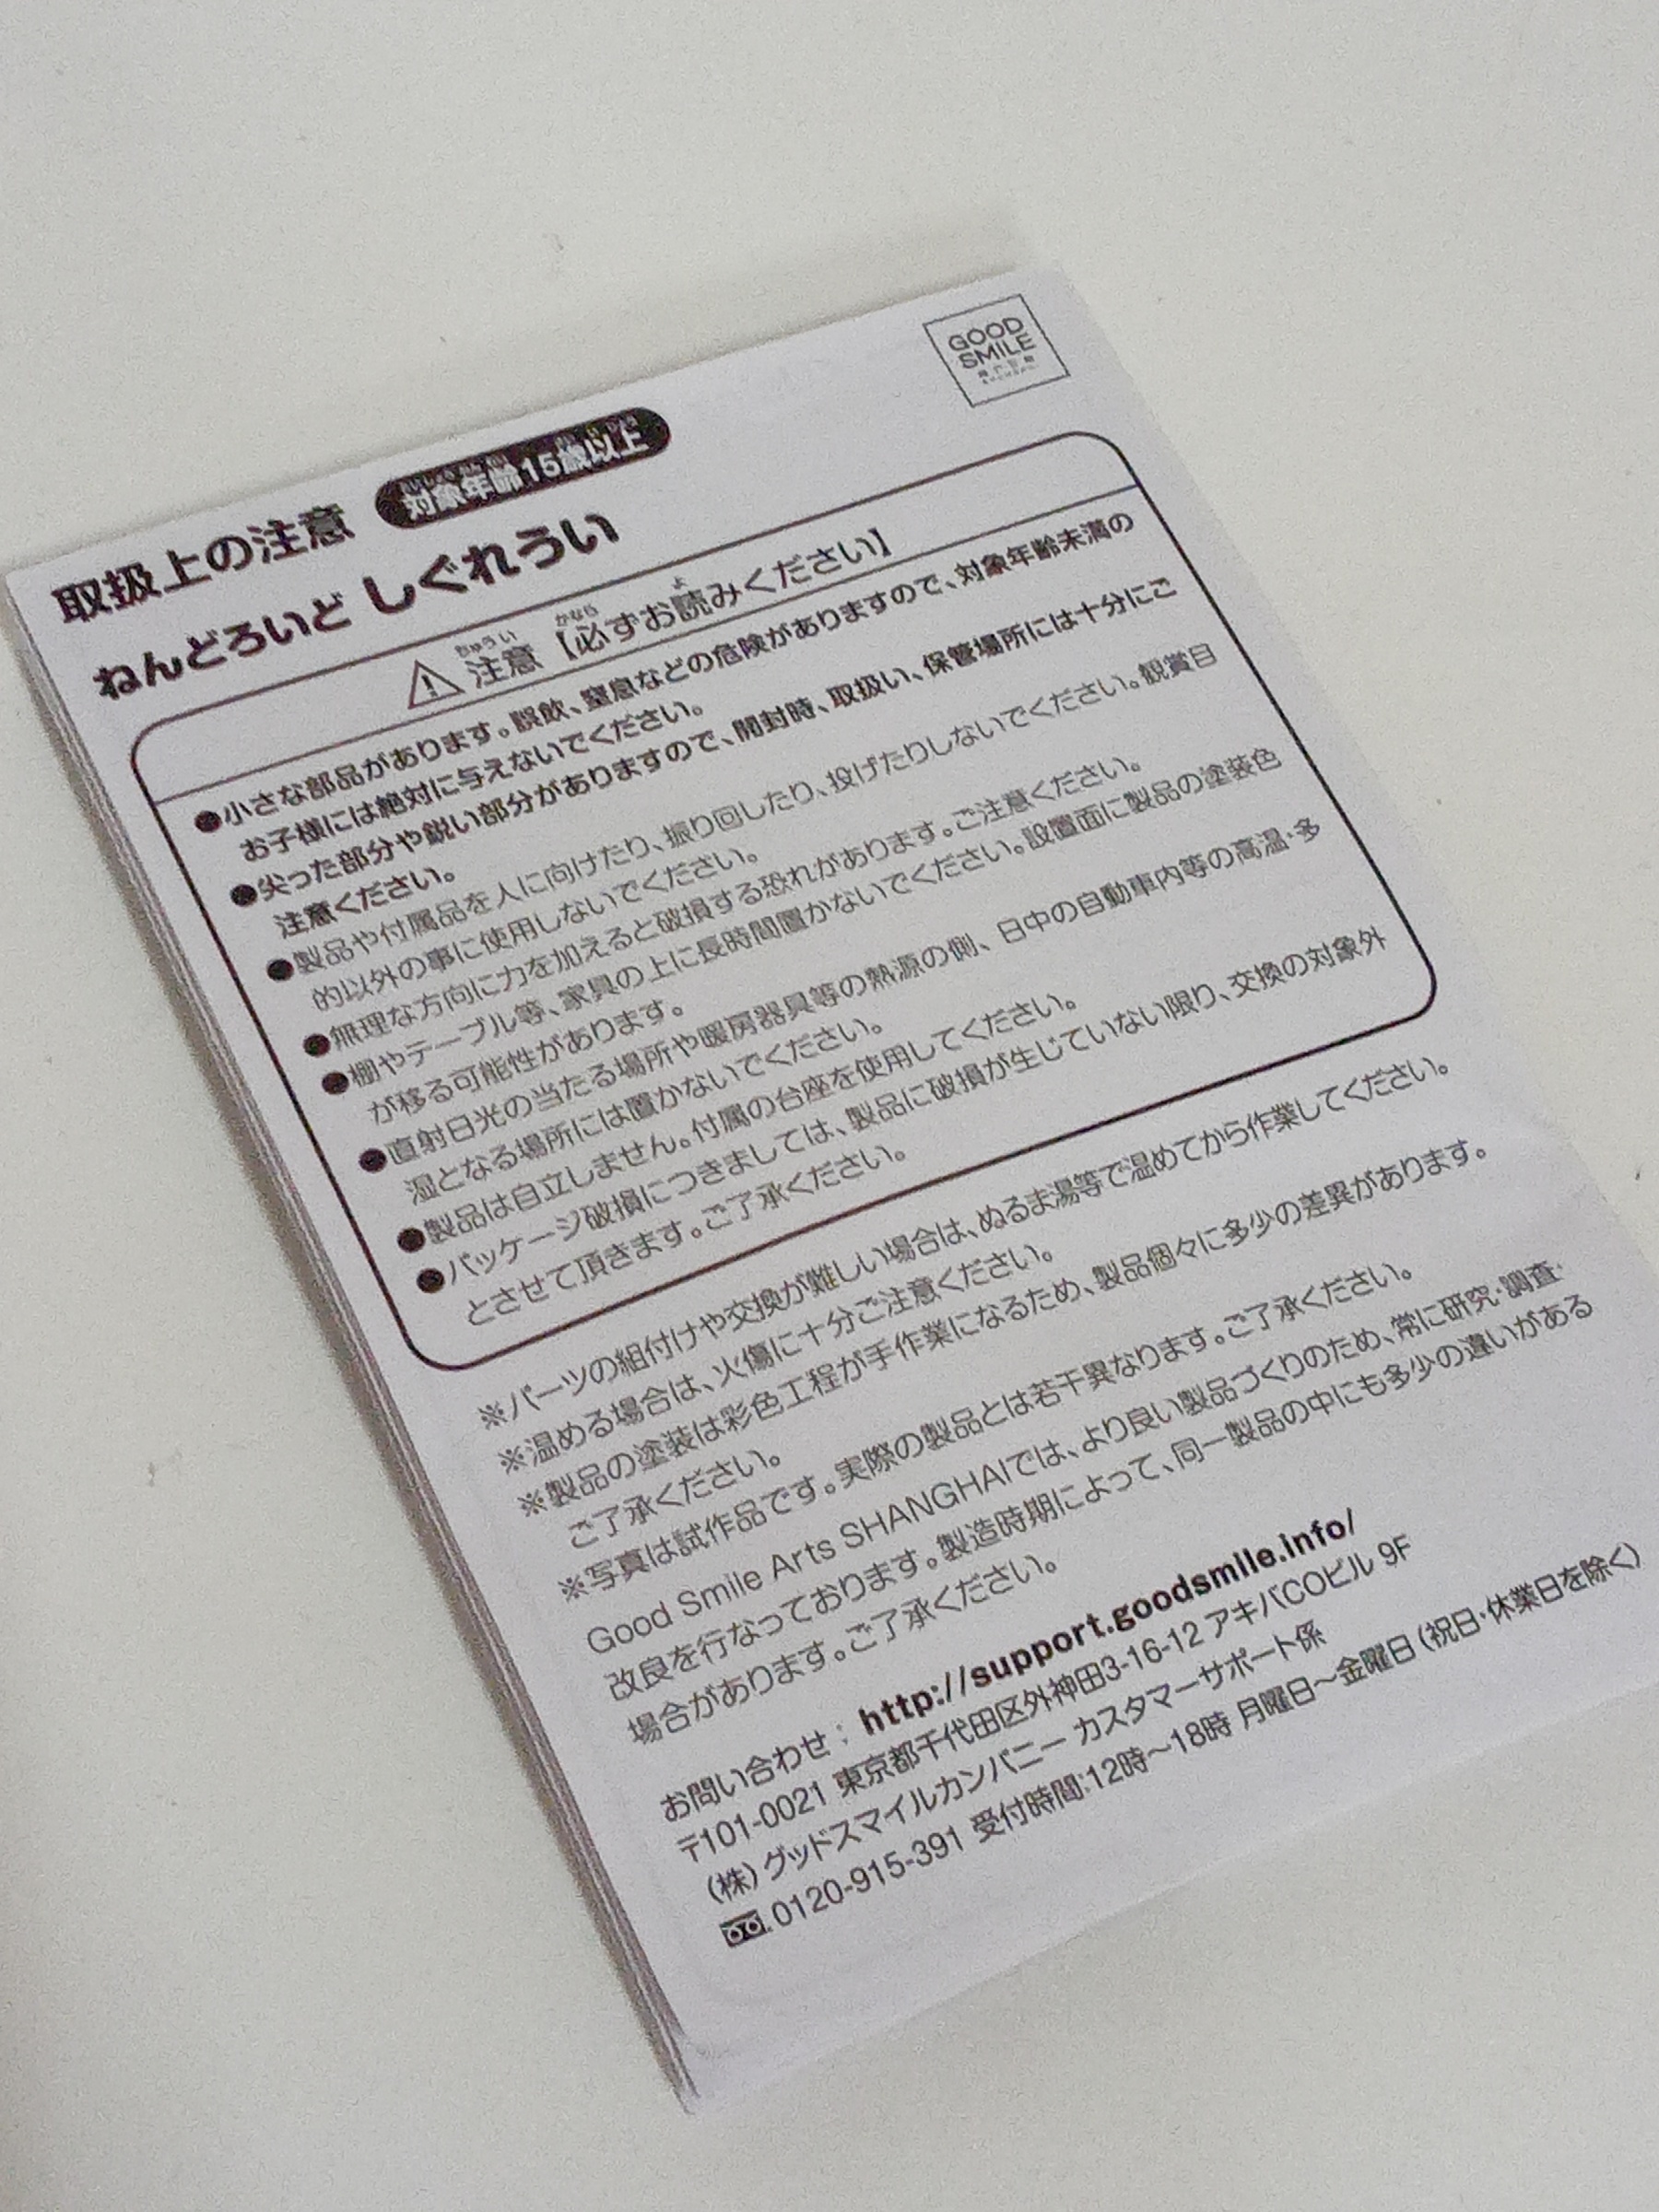 GOOD
SMILE
取扱上の注意 対象年齢15歳以上
ねんどろいど しぐれうい
注意【必ずお読みください】
●小さな部品があります。誤飲、窒息などの危険がありますので、対象年齢未満の
お子様には絶対に与えないでください。
●尖った部分や鋭い部分がありますので、開封時、取扱い、保管場所には十分にご
注意ください。
●製品や付属品を人に向けたり、振り回したり、投げたりしないでください。観賞目
的以外の事に使用しないでください。
●無理な方向に力を加えると破損する恐れがあります。ご注意ください。
●棚やテーブル等、家具の上に長時間置かないでください。設置面に製品の塗装色
が移る可能性があります。
●直射日光の当たる場所や暖房器具等の熱源の側、日中の自動車内等の高温・多
湿となる場所には置かないでください。
●製品は自立しません。付属の台座を使用してください。
●パッケージ破損につきましては、製品に破損が生じていない限り、交換の対象外
とさせて頂きます。ご了承ください。
※パーツの組付けや交換が難しい場合は、ぬるま湯等で温めてから作業してください。
※温める場合は、火傷に十分ご注意ください。
※製品の塗装は彩色工程が手作業になるため、製品個々に多少の差異があります。
ご了承ください。
※写真は試作品です。実際の製品とは若干異なります。ご了承ください。
Good Smile Arts SHANGHAIでは、より良い製品づくりのため、常に研究・調査・
改良を行なっております。製造時期によって、同一製品の中にも多少の違いがある
場合があります。ご了承ください。
お問い合わせ : http://support.goodsmile.info/
〒101-0021 東京都千代田区外神田3-16-12 アキバCOビル 9F
(株)グッドスマイルカンパニー カスタマーサポート係
0120-915-391 受付時間:12時～18時 月曜日～金曜日(祝日・休業日を除く)